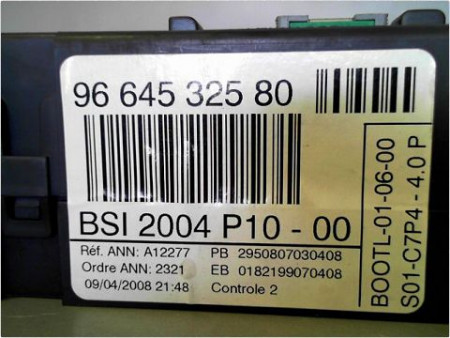 96 645 325 80
BSI 2004 P10 - 00
Réf. ANN: A12277 PB 2950807030408
Ordre ANN: 2321 EB 0182199070408
09/04/2008 21:48 Controle 2
BOOTL-01-06-00
S01-C7P4 - 4.0 P